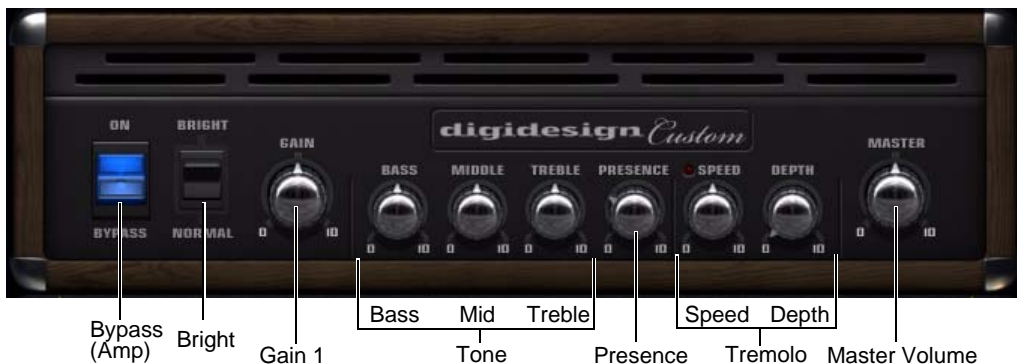 digidesign Custom
ON
BRIGHT
GAIN
MASTER
BASS MIDDLE TREBLE PRESENCE SPEED DEPTH
BYPASS
NORMAL
0 10
0 10
0 10
0 10
0 10
0 10
0 10
0 10
Bass Mid Treble
Speed Depth
Bypass
(Amp)
Bright
Gain 1
Tone
Presence
Tremolo
Master Volume